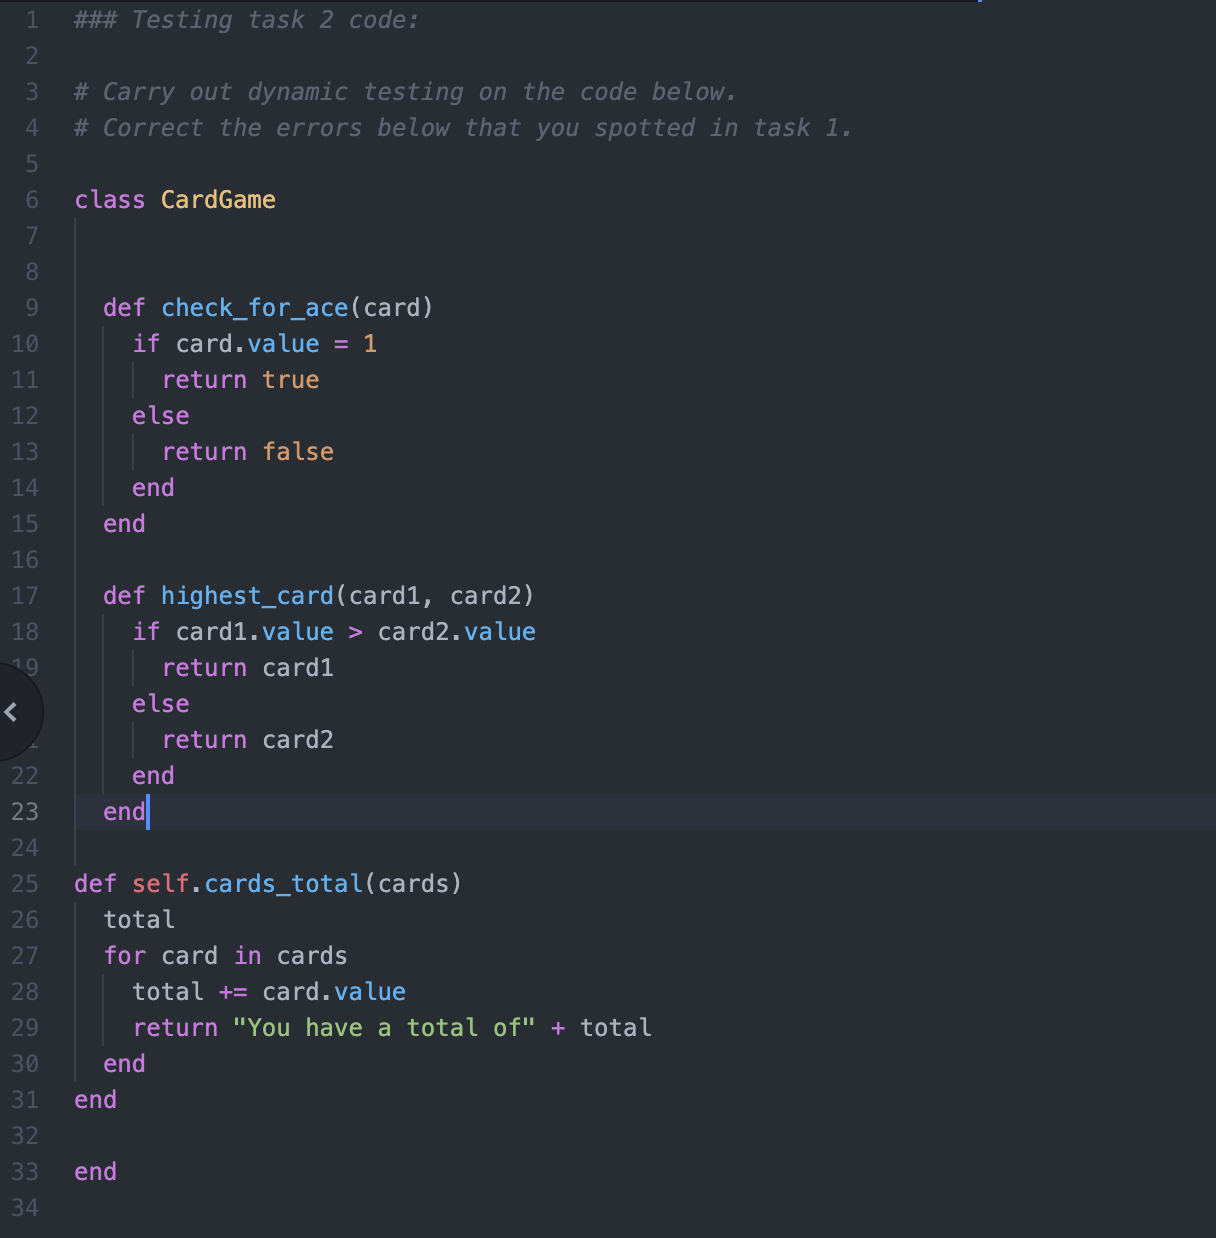 1 ### Testing task 2 code:
2
3 # Carry out dynamic testing on the code below.
4 # Correct the errors below that you spotted in task 1.
5
6 class CardGame
7
8
9 def check_for_ace(card)
10 if card.value = 1
11 return true
12 else
13 return false
14 end
15 end
16
17 def highest_card(card1, card2)
18 if card1.value > card2.value
19 return card1
else
return card2
22 end
23 end
24
25 def self.cards_total(cards)
26 total
27 for card in cards
28 total += card.value
29 return "You have a total of" + total
30 end
31 end
32
33 end
34